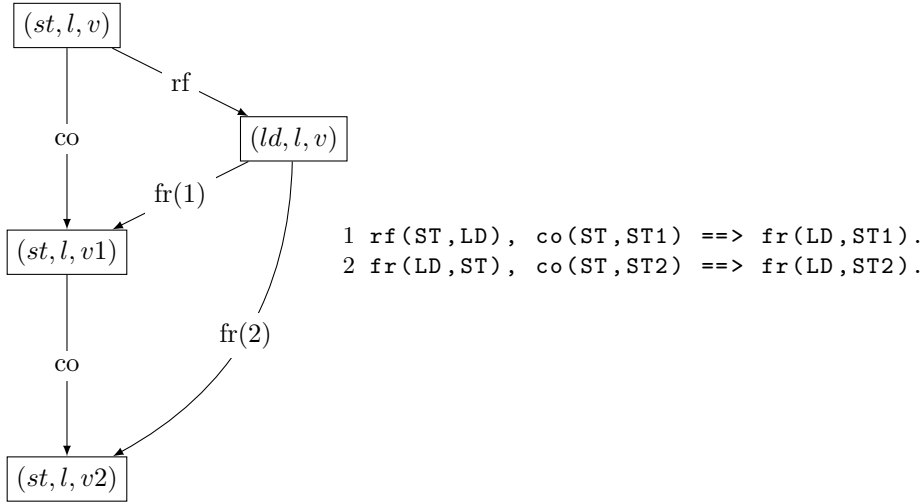 (st, l, v)
rf
co
(ld, l, v)
fr(1)
(st, l, v1)
1 rf(ST,LD), co(ST,ST1) ==> fr(LD,ST1).
2 fr(LD,ST), co(ST,ST2) ==> fr(LD,ST2).
fr(2)
co
(st, l, v2)